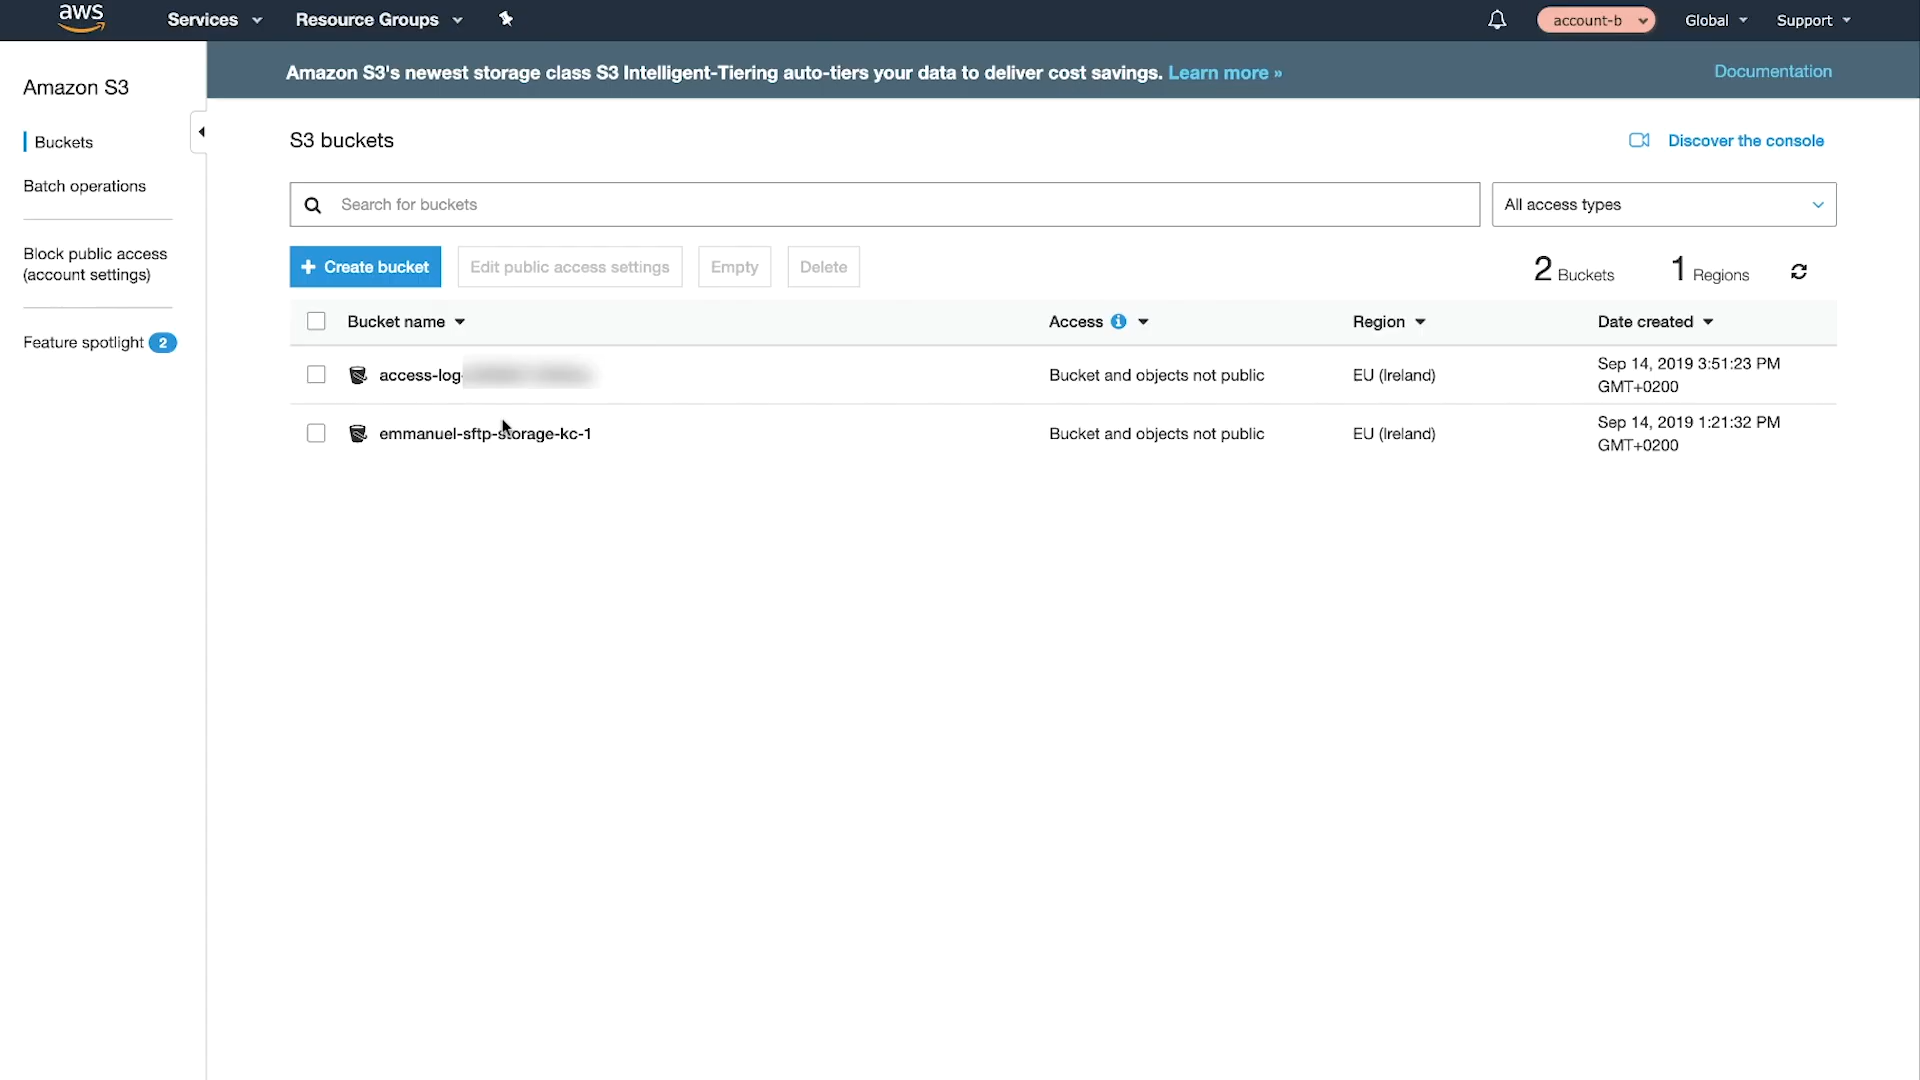 aws Services Resource Groups account-b Global Support
Amazon S3
Buckets
Batch operations
Block public access
(account settings)
Feature spotlight 2
Amazon S3's newest storage class S3 Intelligent-Tiering auto-tiers your data to deliver cost savings. Learn more » Documentation
S3 buckets Discover the console
Search for buckets All access types
+ Create bucket Edit public access settings Empty Delete 2 Buckets 1 Regions
Bucket name Access Region Date created
access-log- Bucket and objects not public EU (Ireland) Sep 14, 2019 3:51:23 PM
GMT+0200
emmanuel-sftp-storage-kc-1 Bucket and objects not public EU (Ireland) Sep 14, 2019 1:21:32 PM
GMT+0200